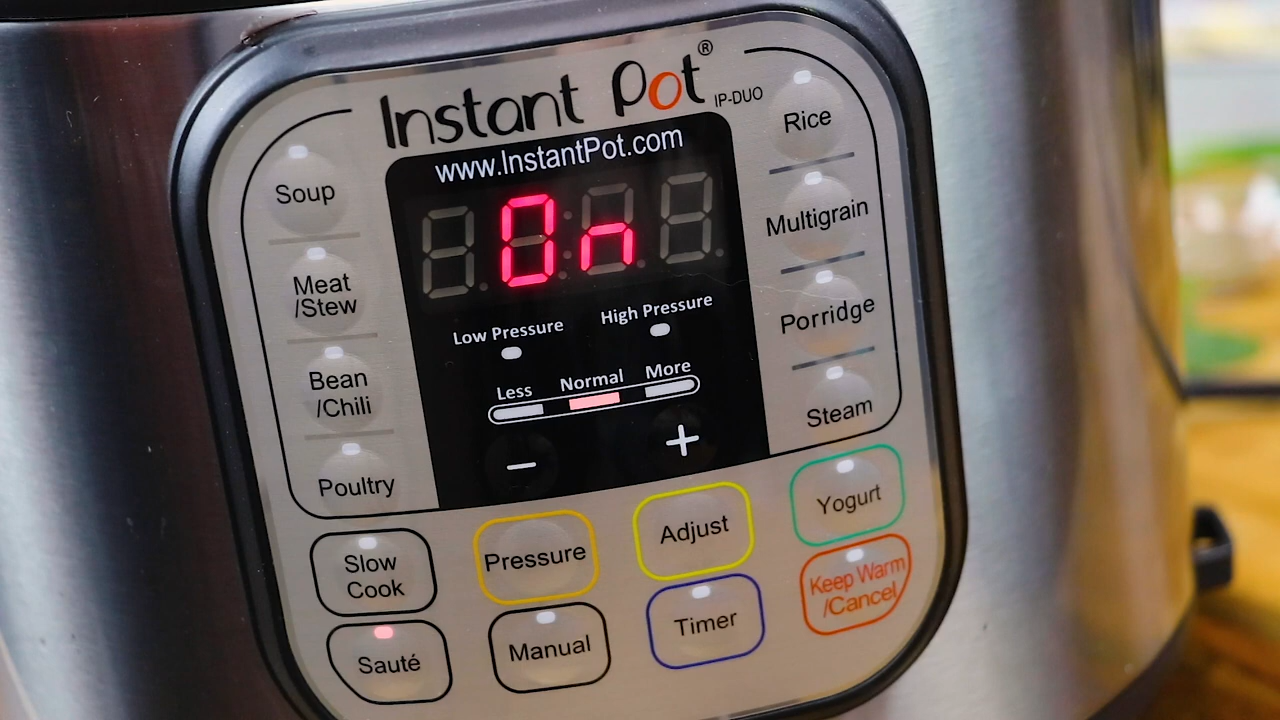 Instant Pot®
IP-DUO
www.InstantPot.com
On
Low Pressure
High Pressure
Less
Normal
More
−
+
Soup
Meat
/Stew
Bean
/Chili
Poultry
Rice
Multigrain
Porridge
Steam
Slow
Cook
Pressure
Adjust
Yogurt
Sauté
Manual
Timer
Keep Warm
/Cancel